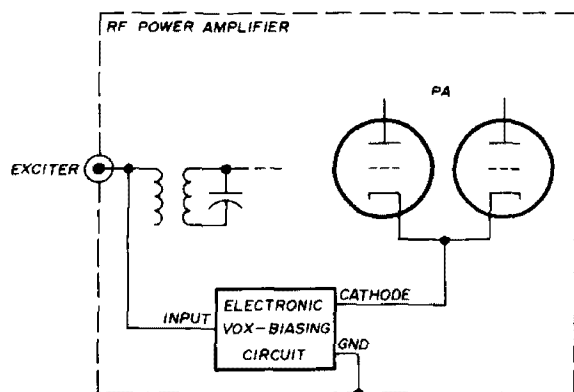 RF POWER AMPLIFIER
PA
EXCITER
CATHODE
INPUT
ELECTRONIC
VOX-BIASING
CIRCUIT
GND